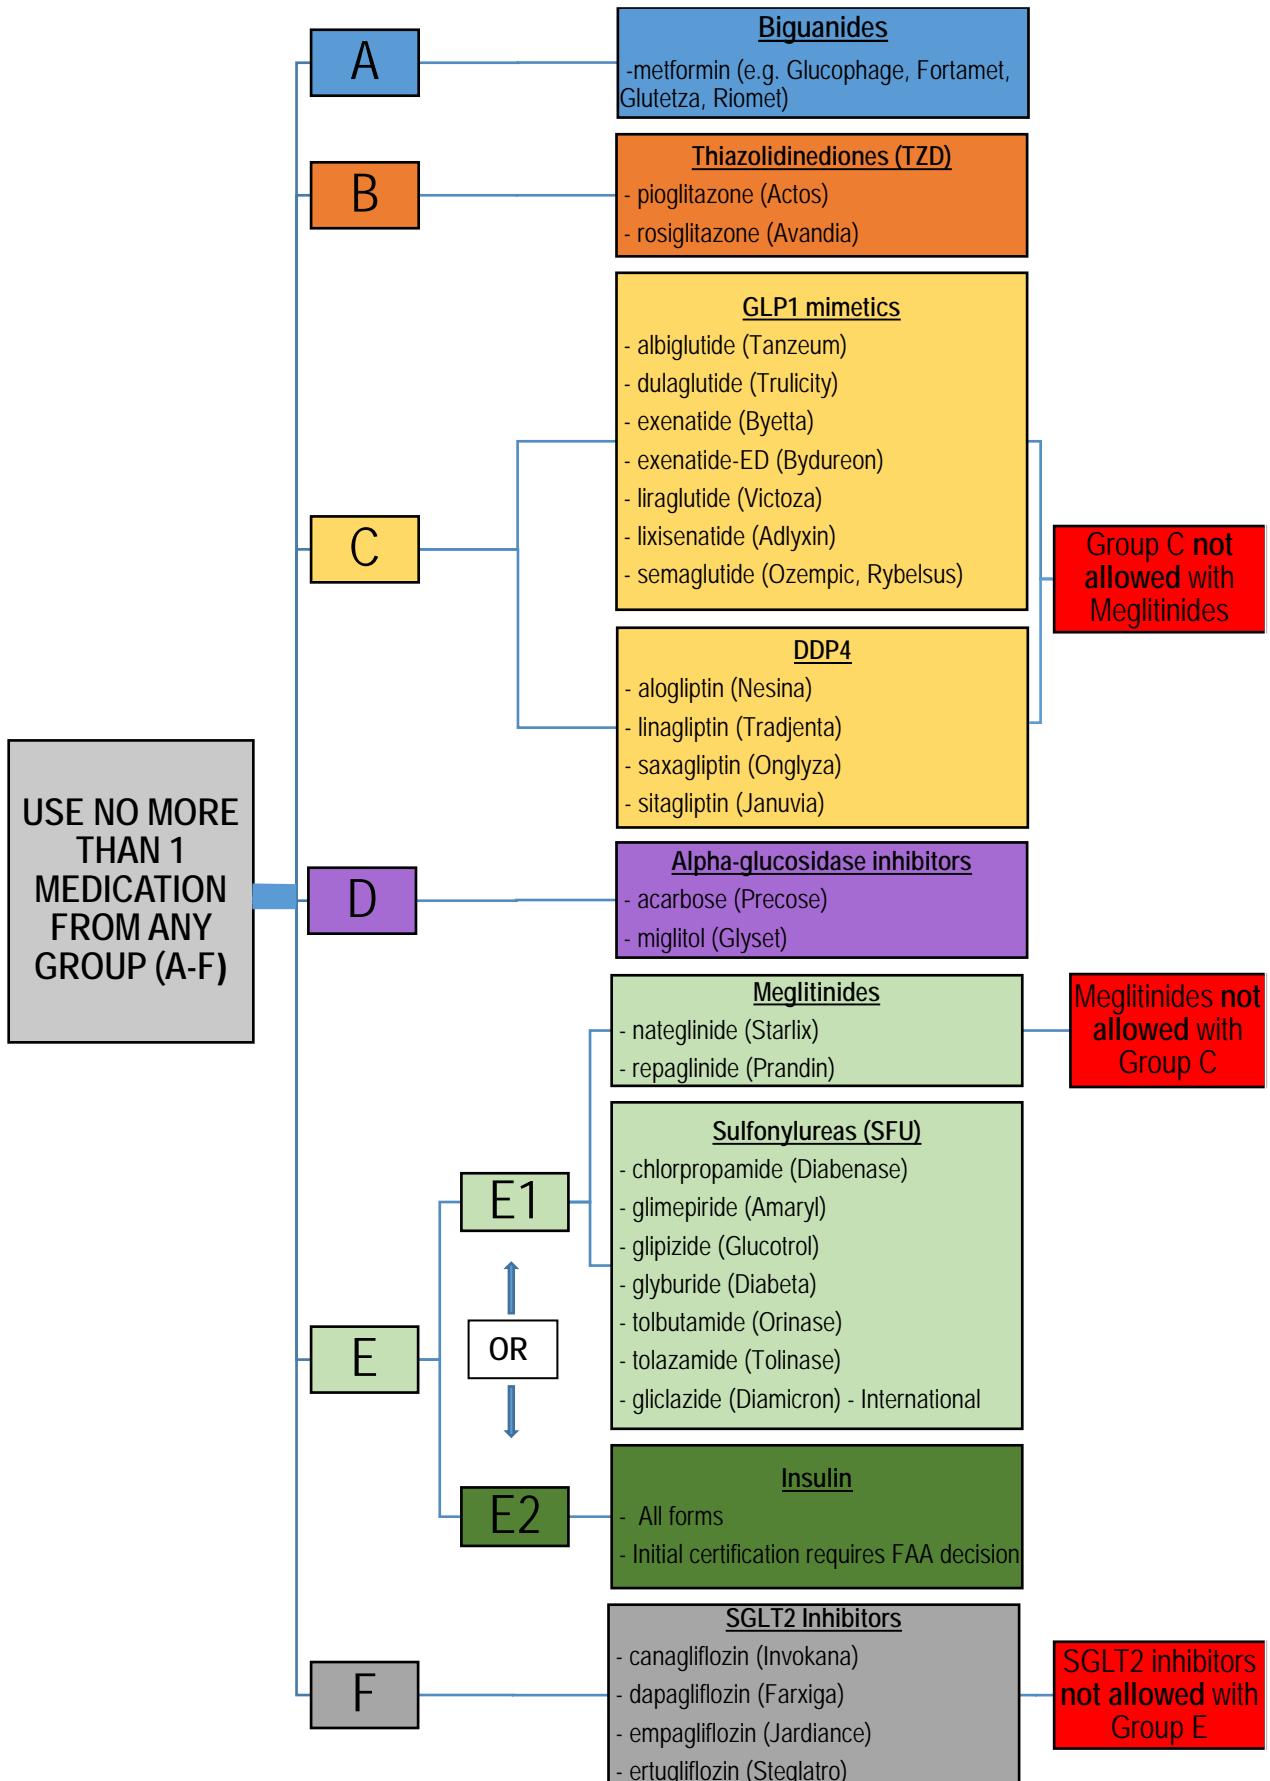 A
Biguanides
-metformin (e.g. Glucophage, Fortamet,
Glutetza, Riomet)
B
Thiazolidinediones (TZD)
- pioglitazone (Actos)
- rosiglitazone (Avandia)
C
GLP1 mimetics
- albiglutide (Tanzeum)
- dulaglutide (Trulicity)
- exenatide (Byetta)
- exenatide-ED (Bydureon)
- liraglutide (Victoza)
- lixisenatide (Adlyxin)
- semaglutide (Ozempic, Rybelsus)
Group C not
allowed with
Meglitinides
DDP4
- alogliptin (Nesina)
- linagliptin (Tradjenta)
- saxagliptin (Onglyza)
- sitagliptin (Januvia)
USE NO MORE
THAN 1
MEDICATION
FROM ANY
GROUP (A-F)
D
Alpha-glucosidase inhibitors
- acarbose (Precose)
- miglitol (Glyset)
E
E1
Meglitinides
- nateglinide (Starlix)
- repaglinide (Prandin)
Meglitinides not
allowed with
Group C
Sulfonylureas (SFU)
- chlorpropamide (Diabenase)
- glimepiride (Amaryl)
- glipizide (Glucotrol)
- glyburide (Diabeta)
- tolbutamide (Orinase)
- tolazamide (Tolinase)
- gliclazide (Diamicron) - International
OR
E2
Insulin
- All forms
- Initial certification requires FAA decision
F
SGLT2 Inhibitors
- canagliflozin (Invokana)
- dapagliflozin (Farxiga)
- empagliflozin (Jardiance)
- ertugliflozin (Steglatro)
SGLT2 inhibitors
not allowed with
Group E